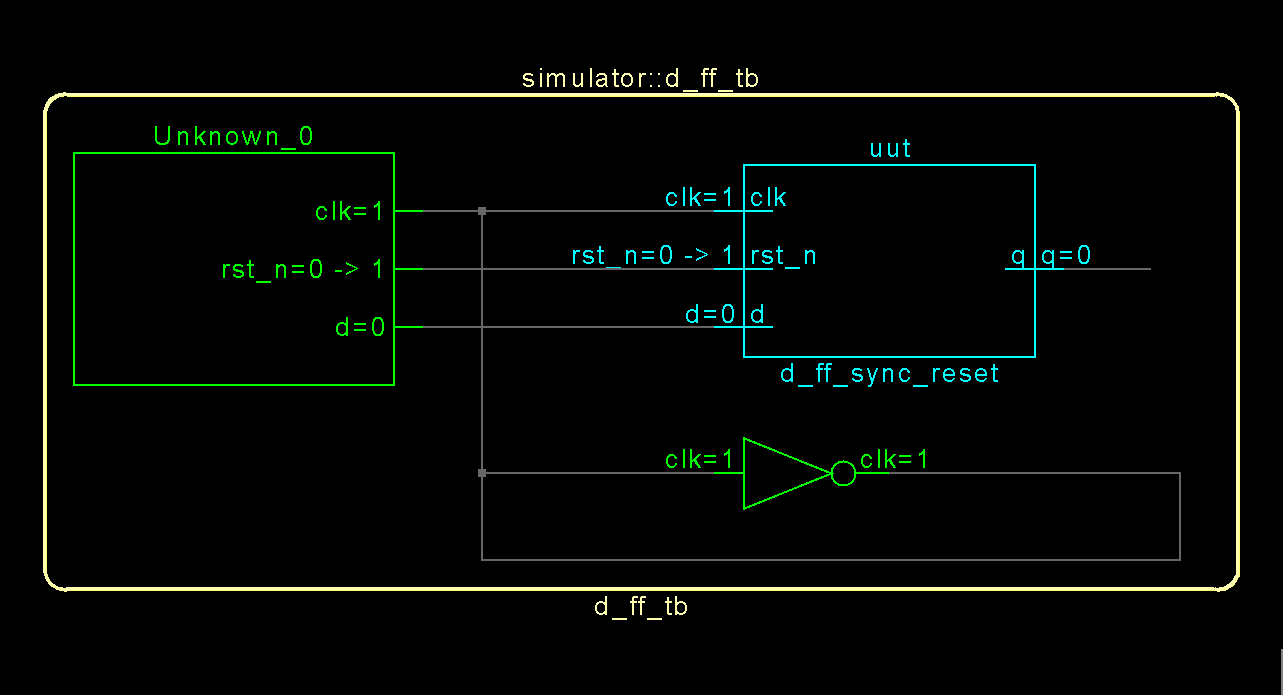 simulator::d_ff_tb
Unknown_0
uut
clk=1
clk=1 clk
rst_n=0 -> 1
rst_n=0 -> 1 rst_n
q q=0
d=0
d=0 d
d_ff_sync_reset
clk=1
clk=1
d_ff_tb